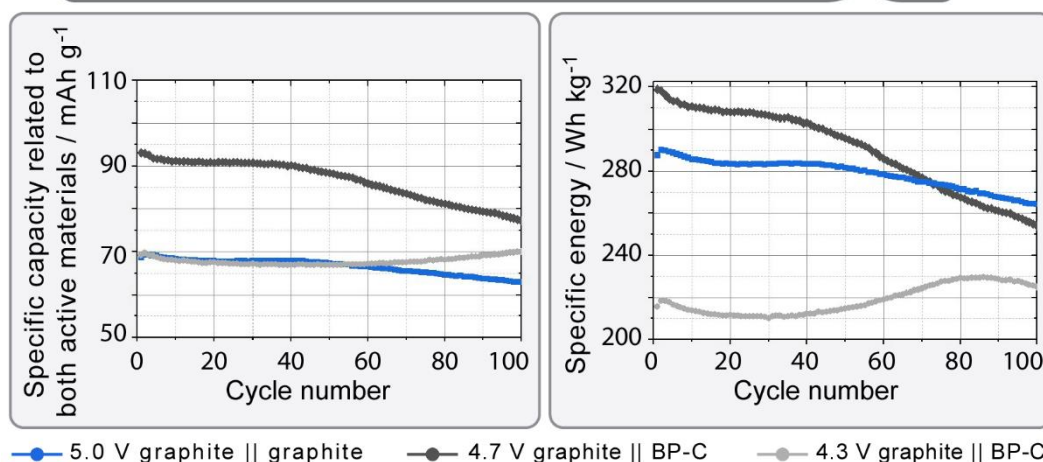 Specific capacity related to
both active materials / mAh g-1
110
90
70
50
0 20 40 60 80 100
Cycle number
Specific energy / Wh kg-1
320
280
240
200
0 20 40 60 80 100
Cycle number
5.0 V graphite || graphite 4.7 V graphite || BP-C 4.3 V graphite || BP-C